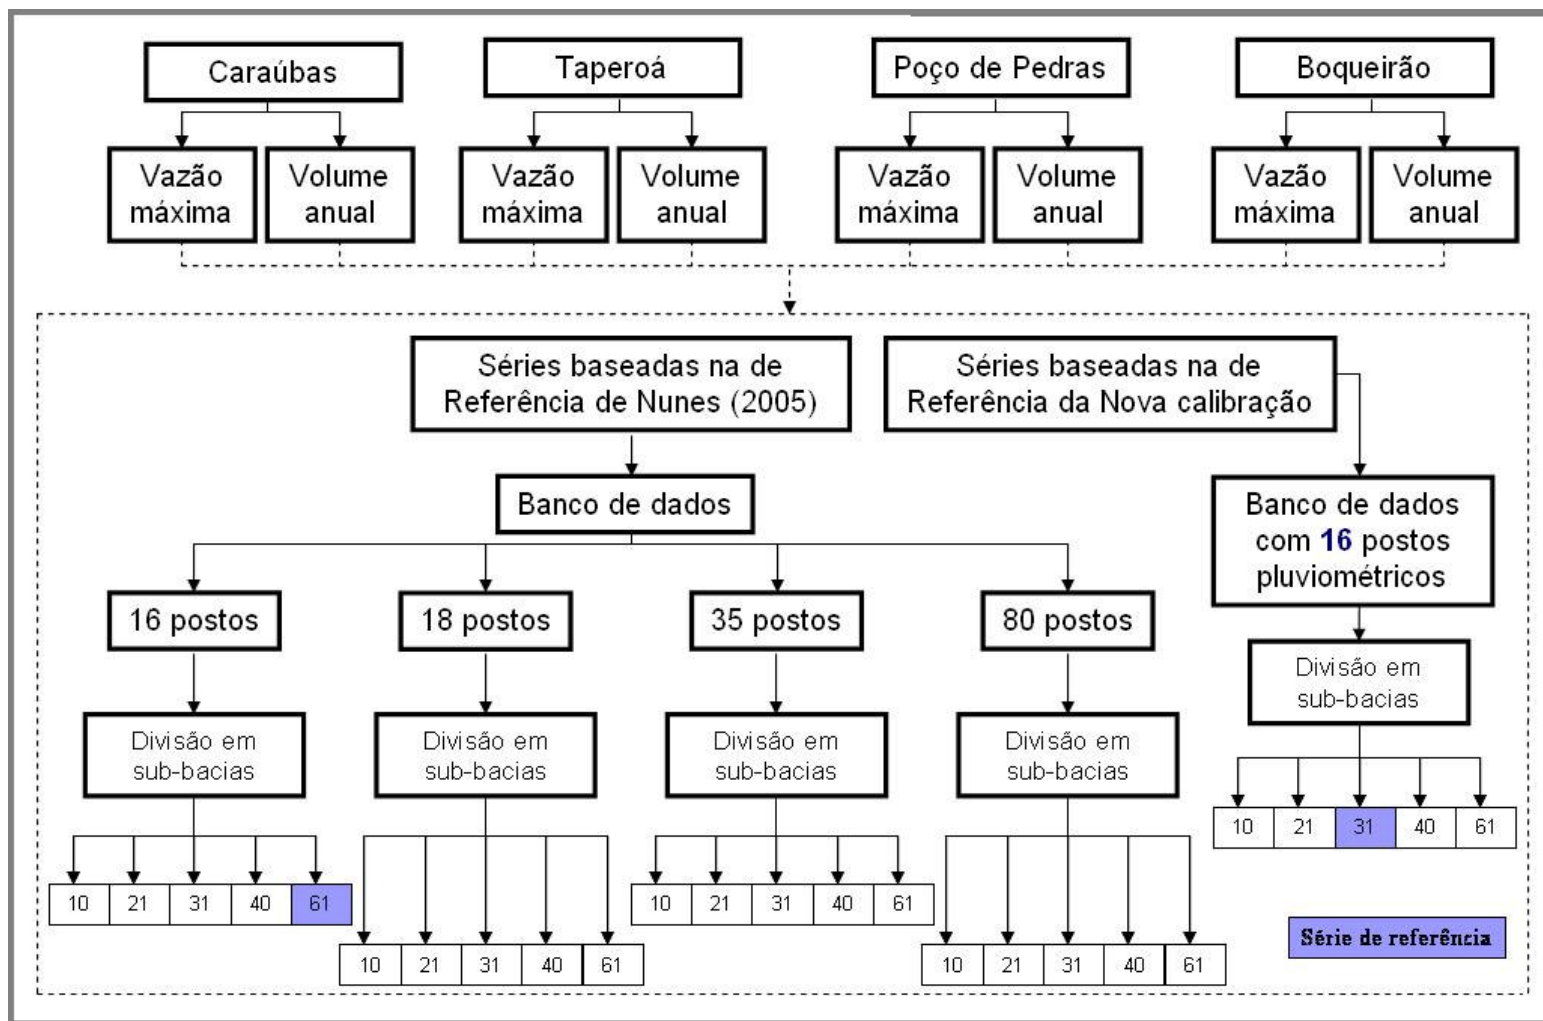 Caraúbas
Taperoá
Poço de Pedras
Boqueirão
Vazão
máxima
Volume
anual
Vazão
máxima
Volume
anual
Vazão
máxima
Volume
anual
Vazão
máxima
Volume
anual
Séries baseadas na de
Referência de Nunes (2005)
Séries baseadas na de
Referência da Nova calibração
Banco de dados
Banco de dados
com 16 postos
pluviométricos
16 postos
18 postos
35 postos
80 postos
Divisão em
sub-bacias
Divisão em
sub-bacias
Divisão em
sub-bacias
Divisão em
sub-bacias
Divisão em
sub-bacias
10 21 31 40 61
10 21 31 40 61
10 21 31 40 61
10 21 31 40 61
10 21 31 40 61
Série de referência